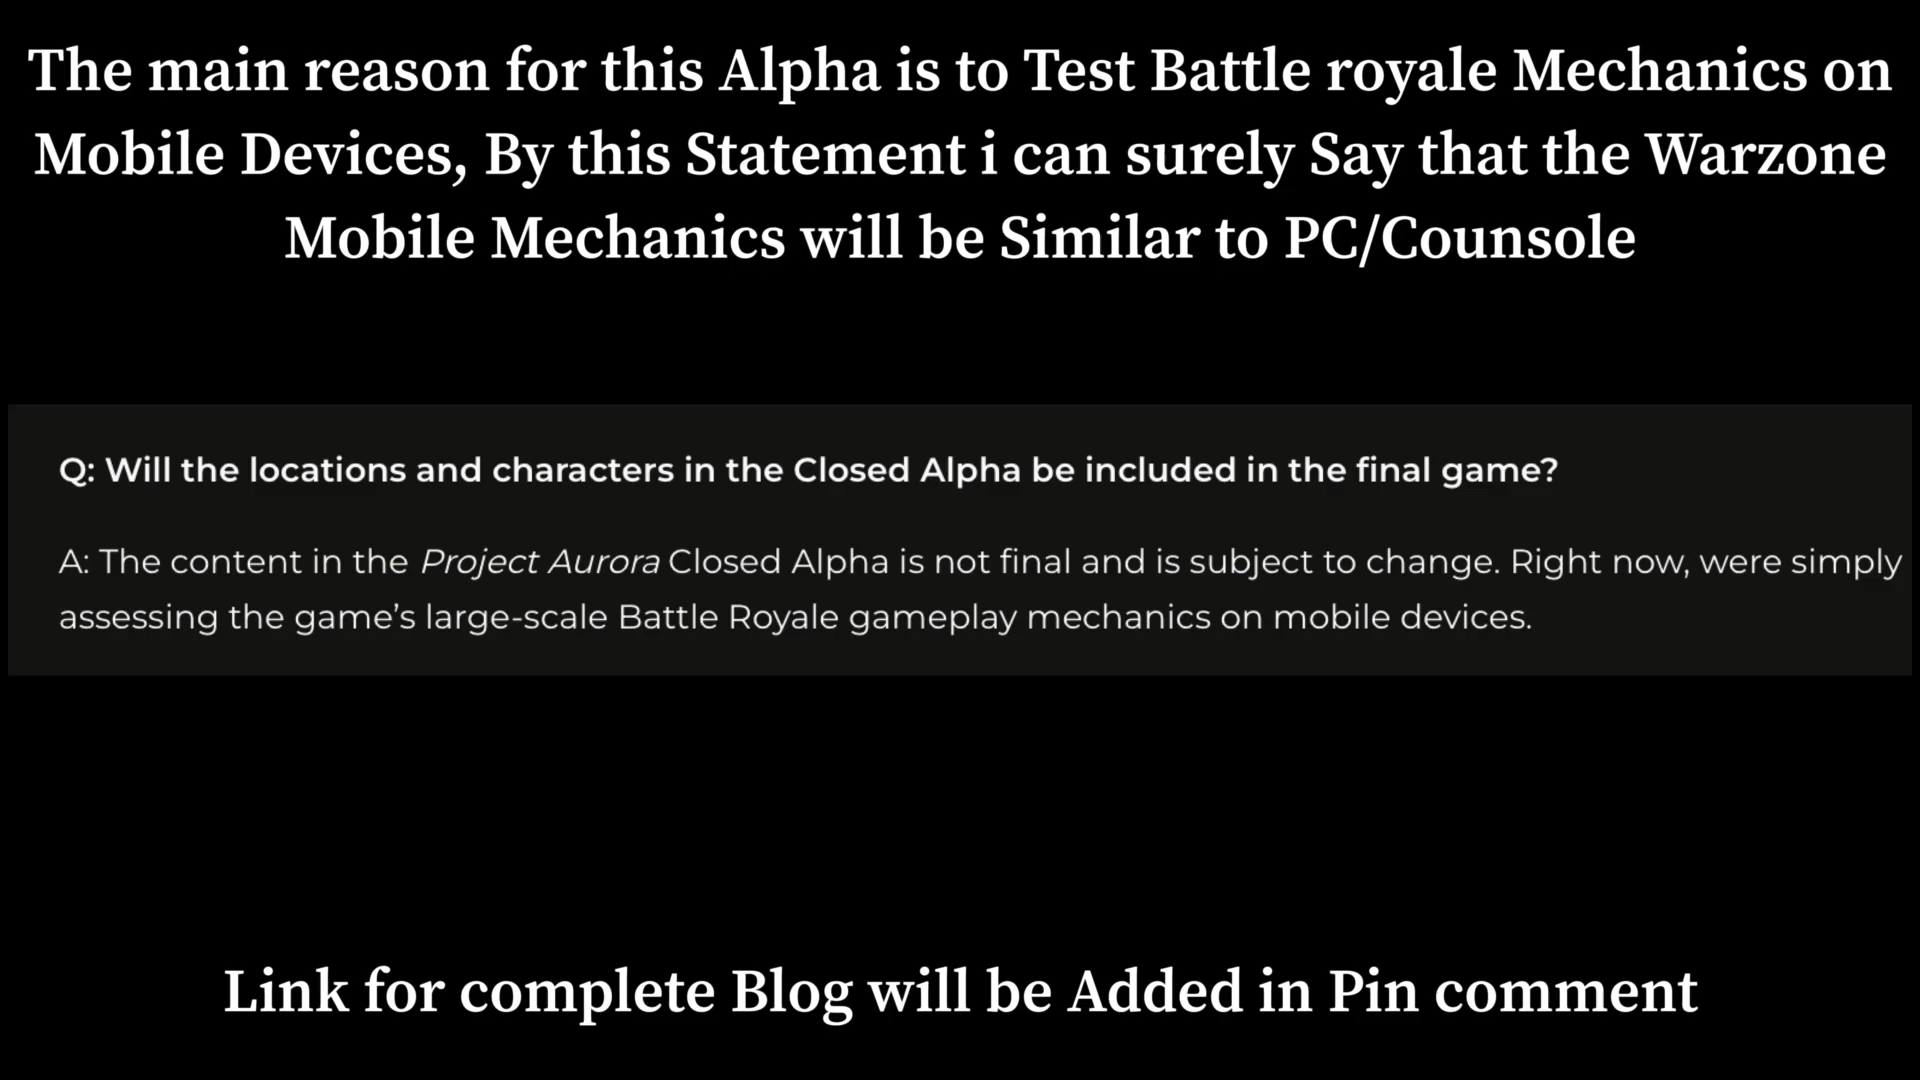 The main reason for this Alpha is to Test Battle royale Mechanics on
Mobile Devices, By this Statement i can surely Say that the Warzone
Mobile Mechanics will be Similar to PC/Counsole
Q: Will the locations and characters in the Closed Alpha be included in the final game?
A: The content in the Project Aurora Closed Alpha is not final and is subject to change. Right now, were simply
assessing the game’s large-scale Battle Royale gameplay mechanics on mobile devices.
Link for complete Blog will be Added in Pin comment